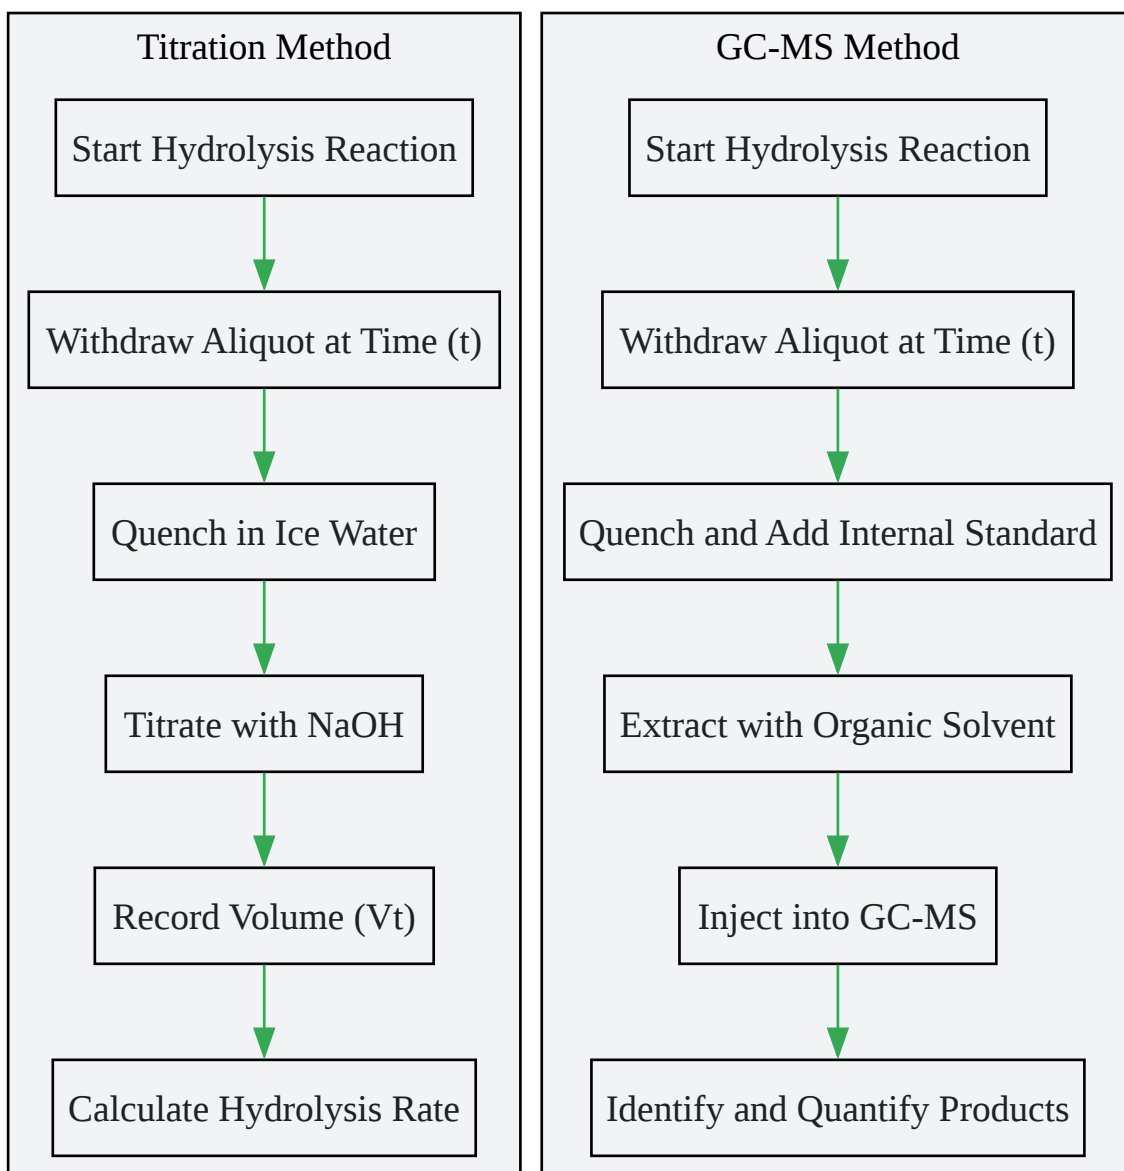 Titration Method
Start Hydrolysis Reaction
Withdraw Aliquot at Time (t)
Quench in Ice Water
Titrate with NaOH
Record Volume (Vt)
Calculate Hydrolysis Rate
GC-MS Method
Start Hydrolysis Reaction
Withdraw Aliquot at Time (t)
Quench and Add Internal Standard
Extract with Organic Solvent
Inject into GC-MS
Identify and Quantify Products